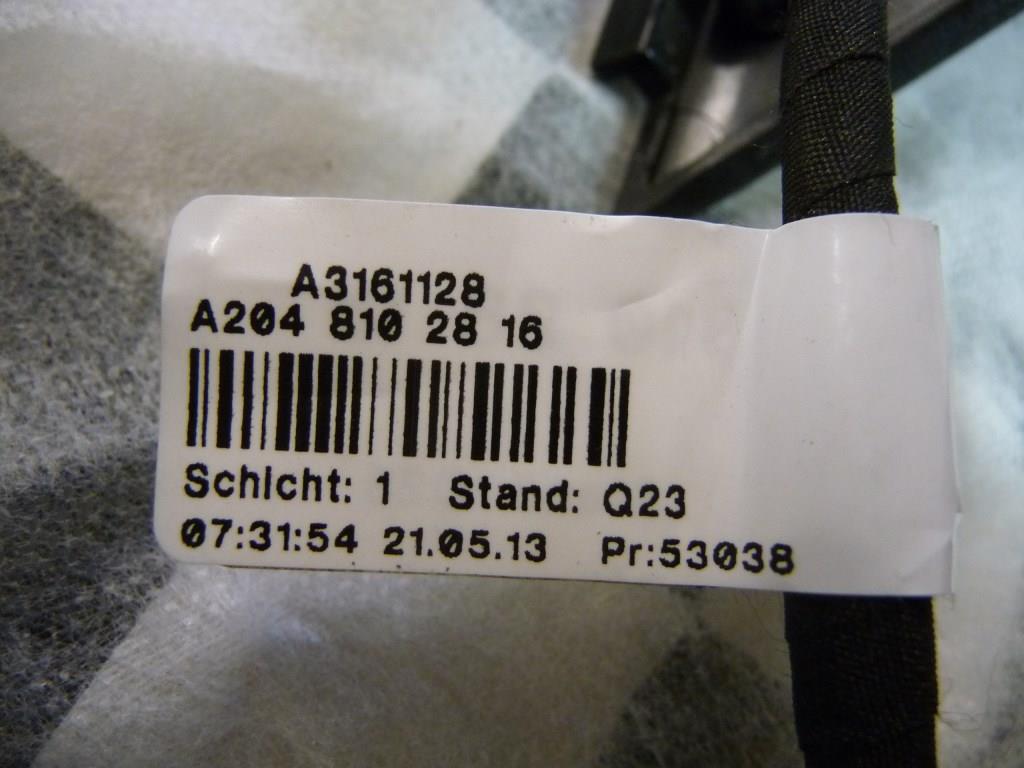 A3161128
A204 810 28 16
Schicht: 1 Stand: Q23
07:31:54 21.05.13 Pr:53038